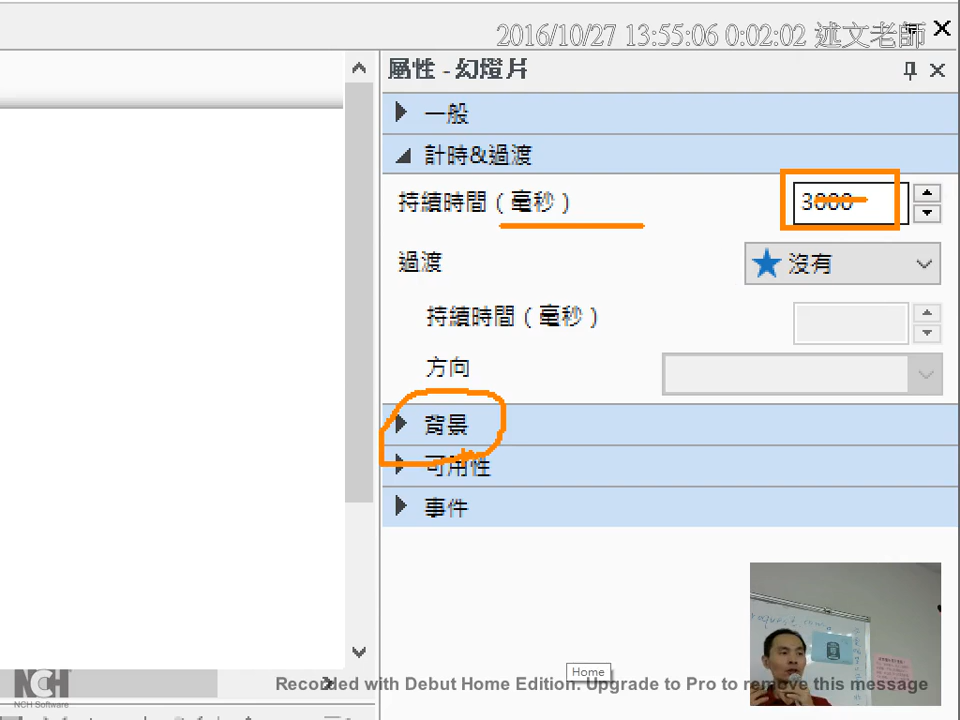 2016/10/27 13:55:06 0:02:02 述文老師
屬性 - 幻燈片
一般
計時&過渡
持續時間（毫秒） 3000
過渡 沒有
持續時間（毫秒）
方向
背景
可用性
事件
Home
NCH
NCH Software
Recorded with Debut Home Edition. Upgrade to Pro to remove this message